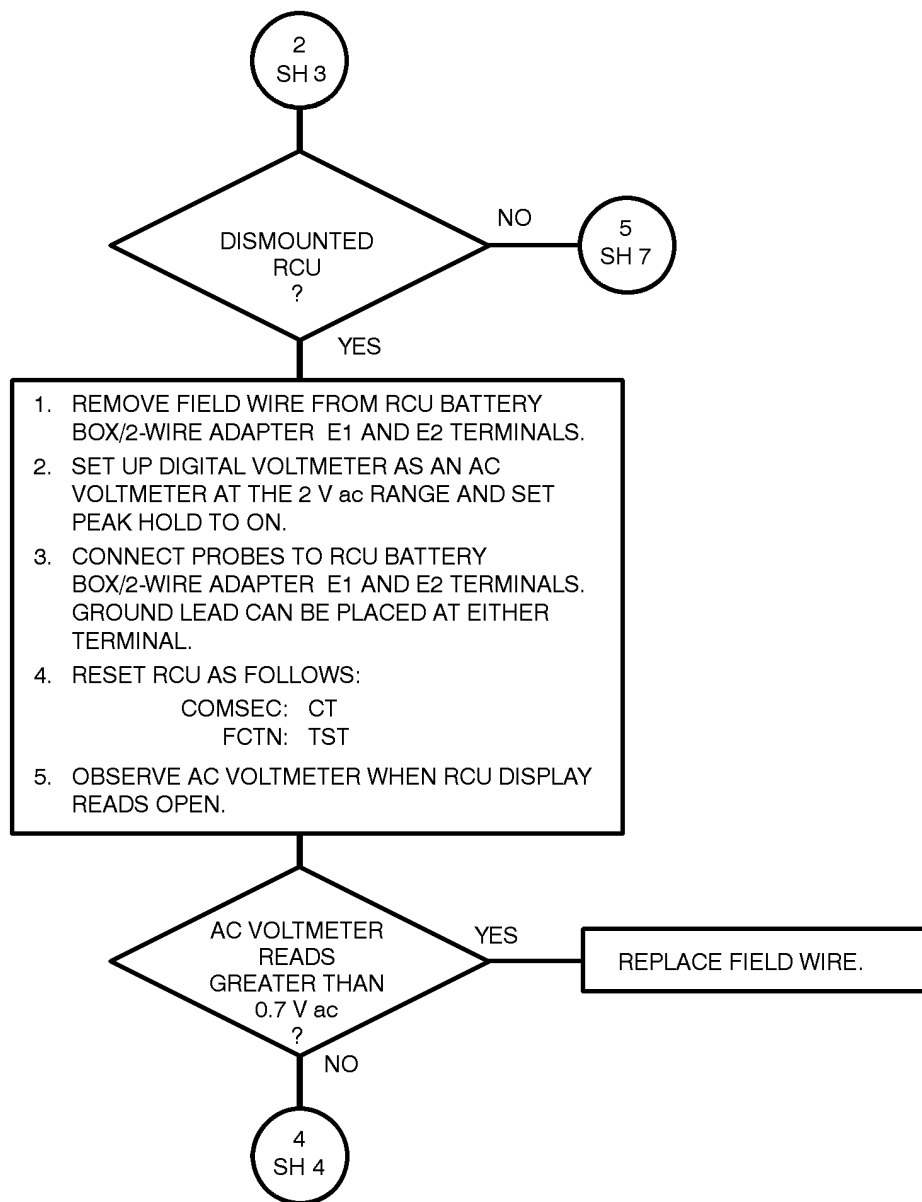 2
SH 3
DISMOUNTED
RCU
?
NO
5
SH 7
YES
1. REMOVE FIELD WIRE FROM RCU BATTERY
BOX/2-WIRE ADAPTER E1 AND E2 TERMINALS.
2. SET UP DIGITAL VOLTMETER AS AN AC
VOLTMETER AT THE 2 V ac RANGE AND SET
PEAK HOLD TO ON.
3. CONNECT PROBES TO RCU BATTERY
BOX/2-WIRE ADAPTER E1 AND E2 TERMINALS.
GROUND LEAD CAN BE PLACED AT EITHER
TERMINAL.
4. RESET RCU AS FOLLOWS:
COMSEC: CT
FCTN: TST
5. OBSERVE AC VOLTMETER WHEN RCU DISPLAY
READS OPEN.
AC VOLTMETER
READS
GREATER THAN
0.7 V ac
?
YES
REPLACE FIELD WIRE.
NO
4
SH 4